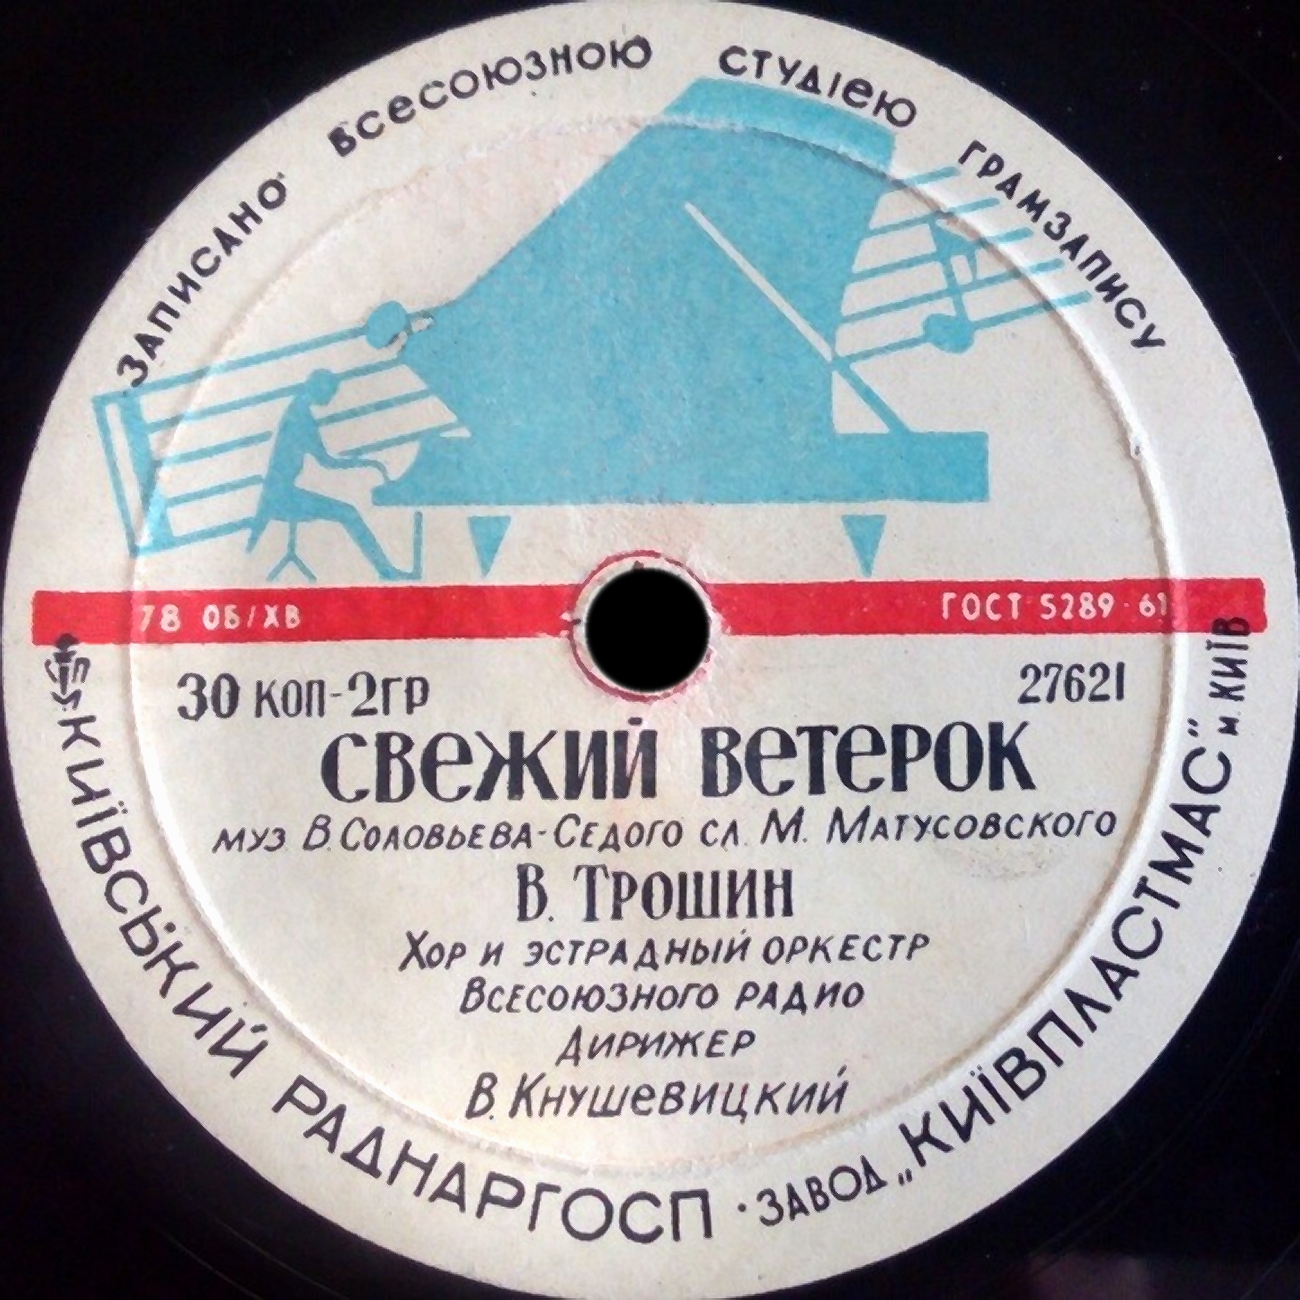 ЗАПИСАНО ВСЕСОЮЗНОЮ СТУДІЕЮ ГРАМЗАПИСУ
78 ОБ/ХВ
ГОСТ 5289-61
30 КОП-2ГР
27621
СВЕЖИЙ ВЕТЕРОК
МУЗ В. СОЛОВЬЕВА-СЕДОГО СЛ. М. МАТУСОВСКОГО
В. ТРОШИН
ХОР И ЭСТРАДНЫЙ ОРКЕСТР
ВСЕСОЮЗНОГО РАДИО
ДИРИЖЕР
В. КНУШЕВИЦКИЙ
КИЇВСЬКИЙ РАДНАРГОСП · ЗАВОД „КИЇВПЛАСТМАС" м. КИЇВ